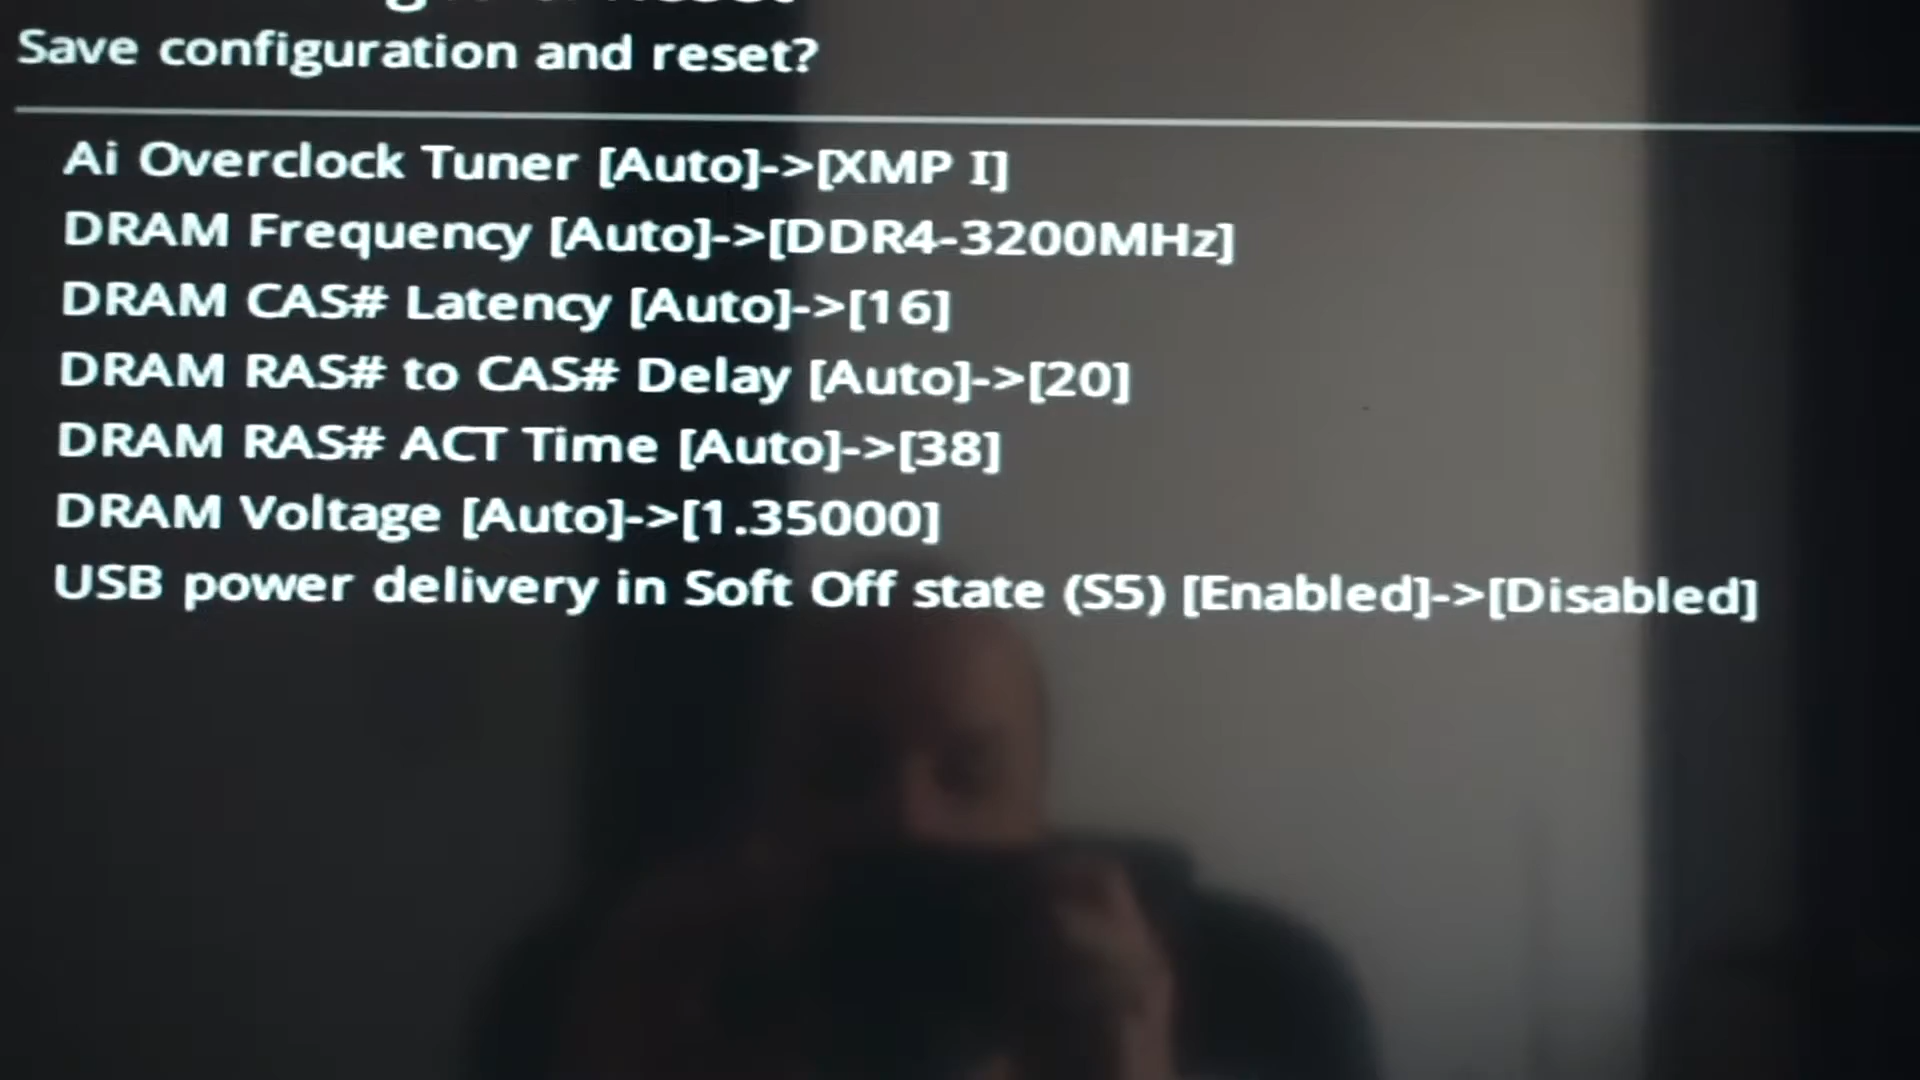 Save configuration and reset?
Ai Overclock Tuner [Auto]->[XMP I]
DRAM Frequency [Auto]->[DDR4-3200MHz]
DRAM CAS# Latency [Auto]->[16]
DRAM RAS# to CAS# Delay [Auto]->[20]
DRAM RAS# ACT Time [Auto]->[38]
DRAM Voltage [Auto]->[1.35000]
USB power delivery in Soft Off state (S5) [Enabled]->[Disabled]